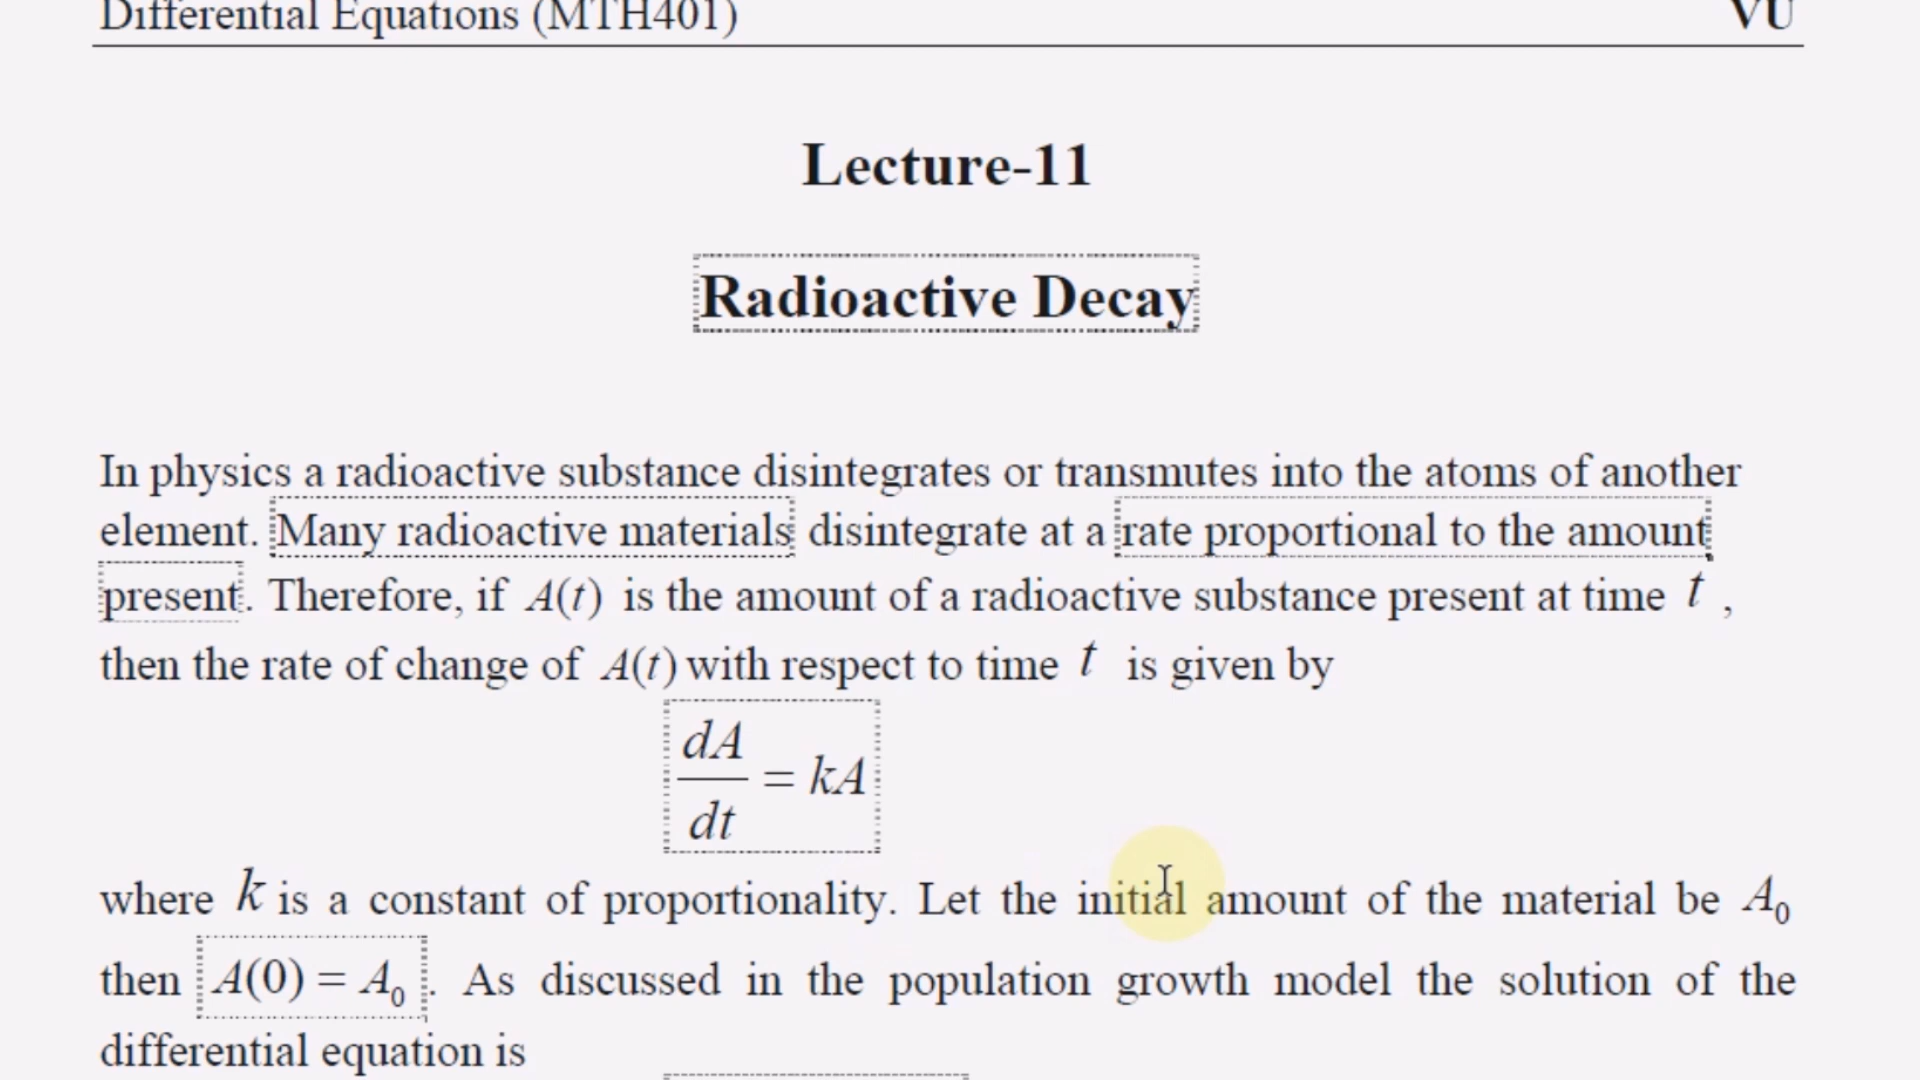 Differential Equations (MTH401) VU
Lecture-11
Radioactive Decay
In physics a radioactive substance disintegrates or transmutes into the atoms of another
element. Many radioactive materials disintegrate at a rate proportional to the amount
present. Therefore, if A(t) is the amount of a radioactive substance present at time t ,
then the rate of change of A(t) with respect to time t is given by
dA
dt
= kA
where k is a constant of proportionality. Let the initial amount of the material be A₀
then A(0) = A₀. As discussed in the population growth model the solution of the
differential equation is